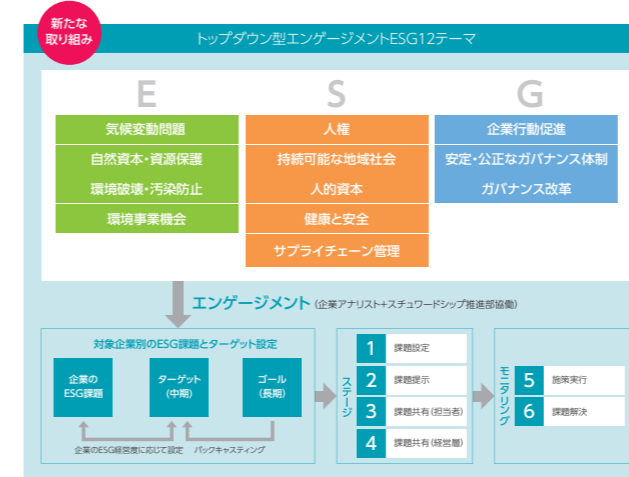 新たな
取り組み
トップダウン型エンゲージメントESG12テーマ
E
S
G
気候変動問題
自然資本・資源保護
環境破壊・汚染防止
環境事業機会
人権
持続可能な地域社会
人的資本
健康と安全
サプライチェーン管理
企業行動促進
安定・公正なガバナンス体制
ガバナンス改革
エンゲージメント (企業アナリスト+スチュワードシップ推進部協働)
対象企業別のESG課題とターゲット設定
企業の
ESG課題
ターゲット
(中期)
ゴール
(長期)
企業のESG経営度に応じて設定
バックキャスティング
ステージ
1 課題設定
2 課題提示
3 課題共有(担当者)
4 課題共有(経営層)
モニタリング
5 施策実行
6 課題解決